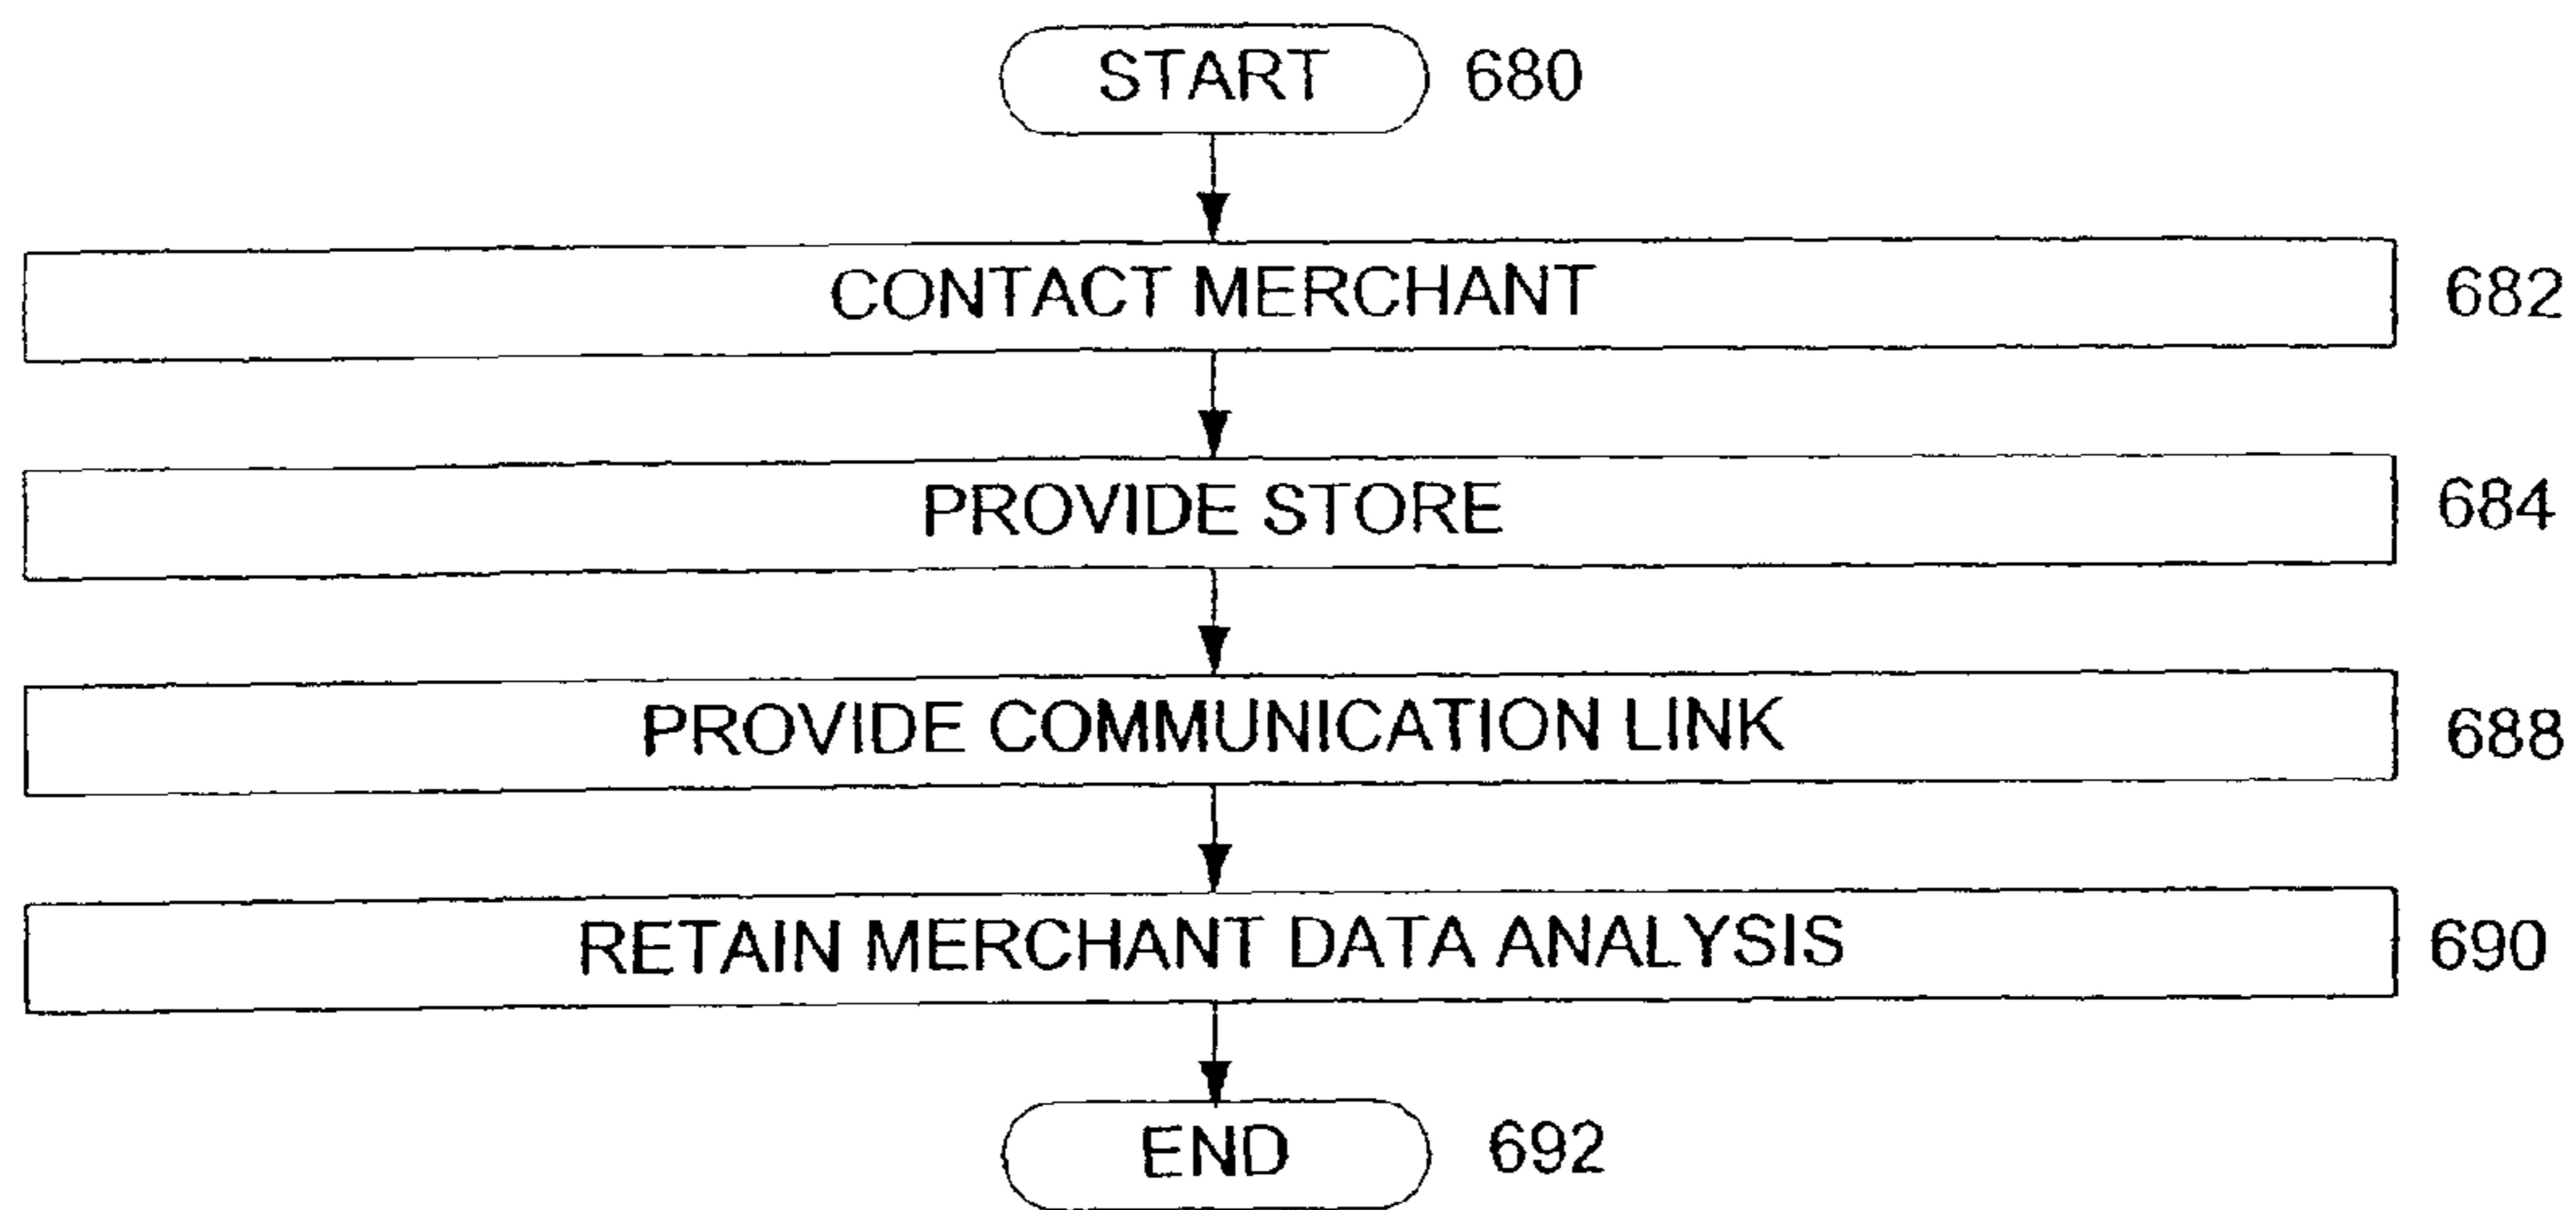 START 680
CONTACT MERCHANT 682
PROVIDE STORE 684
PROVIDE COMMUNICATION LINK 688
RETAIN MERCHANT DATA ANALYSIS 690
END 692